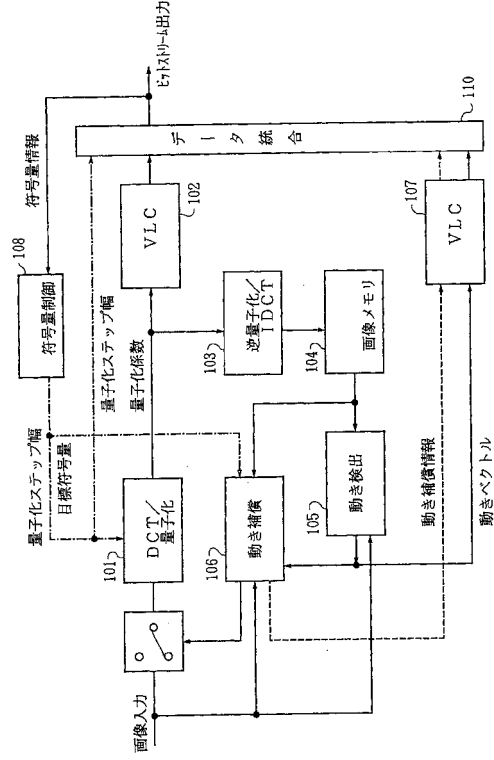 108
符号量制御
符号量情報
ビットストリーム出力
量子化ステップ幅
目標符号量
量子化ステップ幅
量子化係数
101
DCT/
量子化
VLC
102
データ統合
110
画像入力
106
動き補償
103
逆量子化/
IDCT
104
画像メモリ
105
動き検出
107
VLC
動き補償情報
動きベクトル